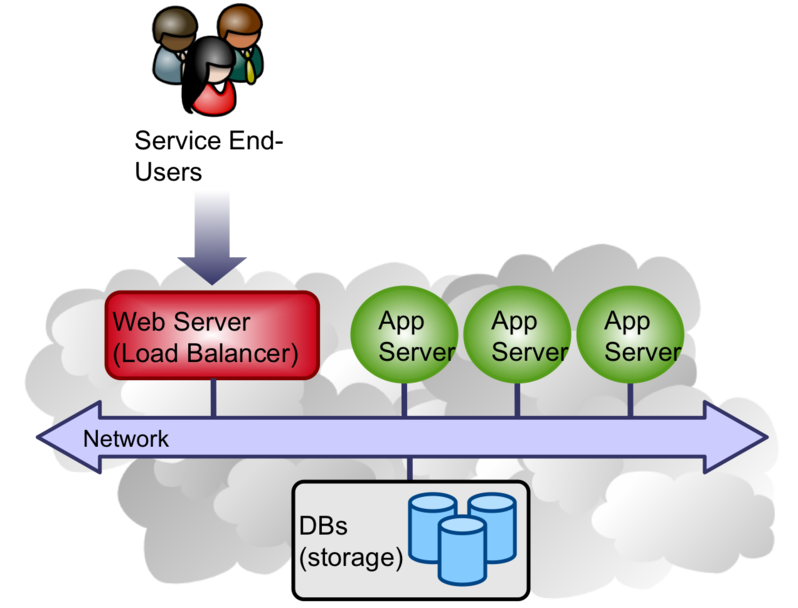 Service End-
Users
Web Server
(Load Balancer)
App
Server
App
Server
App
Server
Network
DBs
(storage)